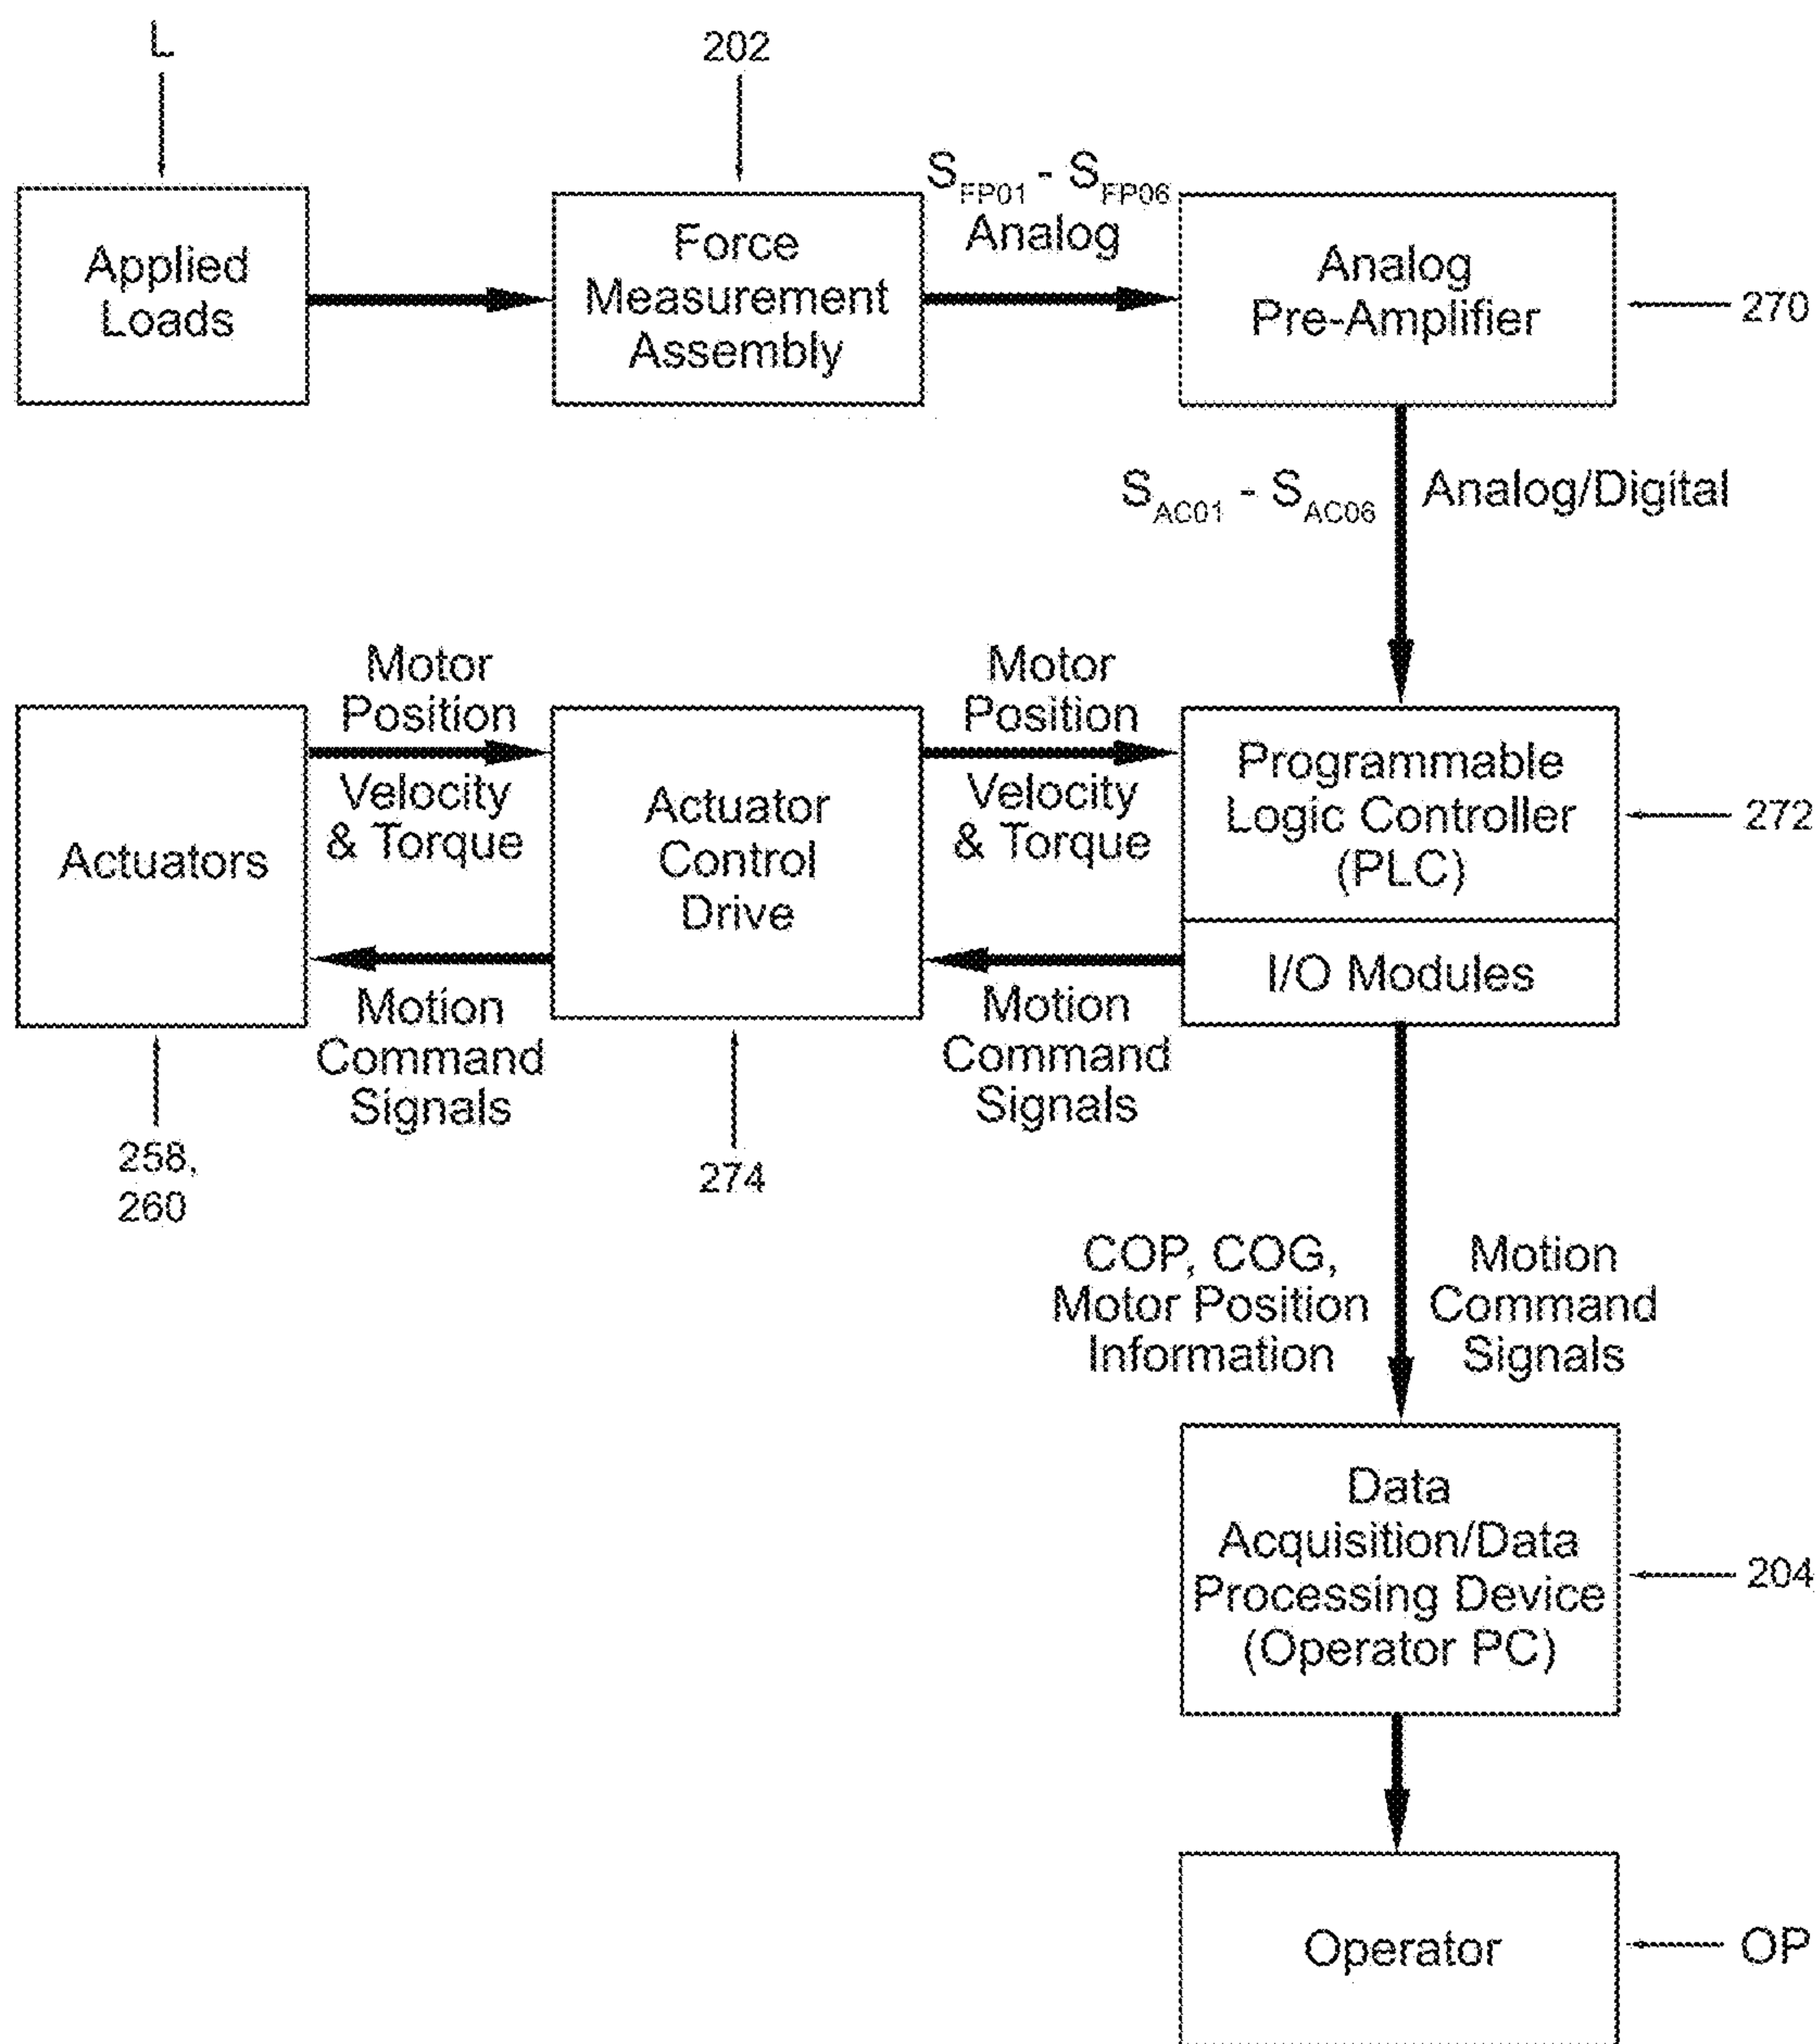 L
202
Applied
Loads
Force
Measurement
Assembly
S_FP01 - S_FP06
Analog
Analog
Pre-Amplifier
270
S_AC01 - S_AC06
Analog/Digital
Actuators
258,
260
Motor
Position
Velocity
& Torque
Motion
Command
Signals
Actuator
Control
Drive
274
Motor
Position
Velocity
& Torque
Motion
Command
Signals
Programmable
Logic Controller
(PLC)
I/O Modules
272
COP, COG,
Motor Position
Information
Motion
Command
Signals
Data
Acquisition/Data
Processing Device
(Operator PC)
204
Operator
OP